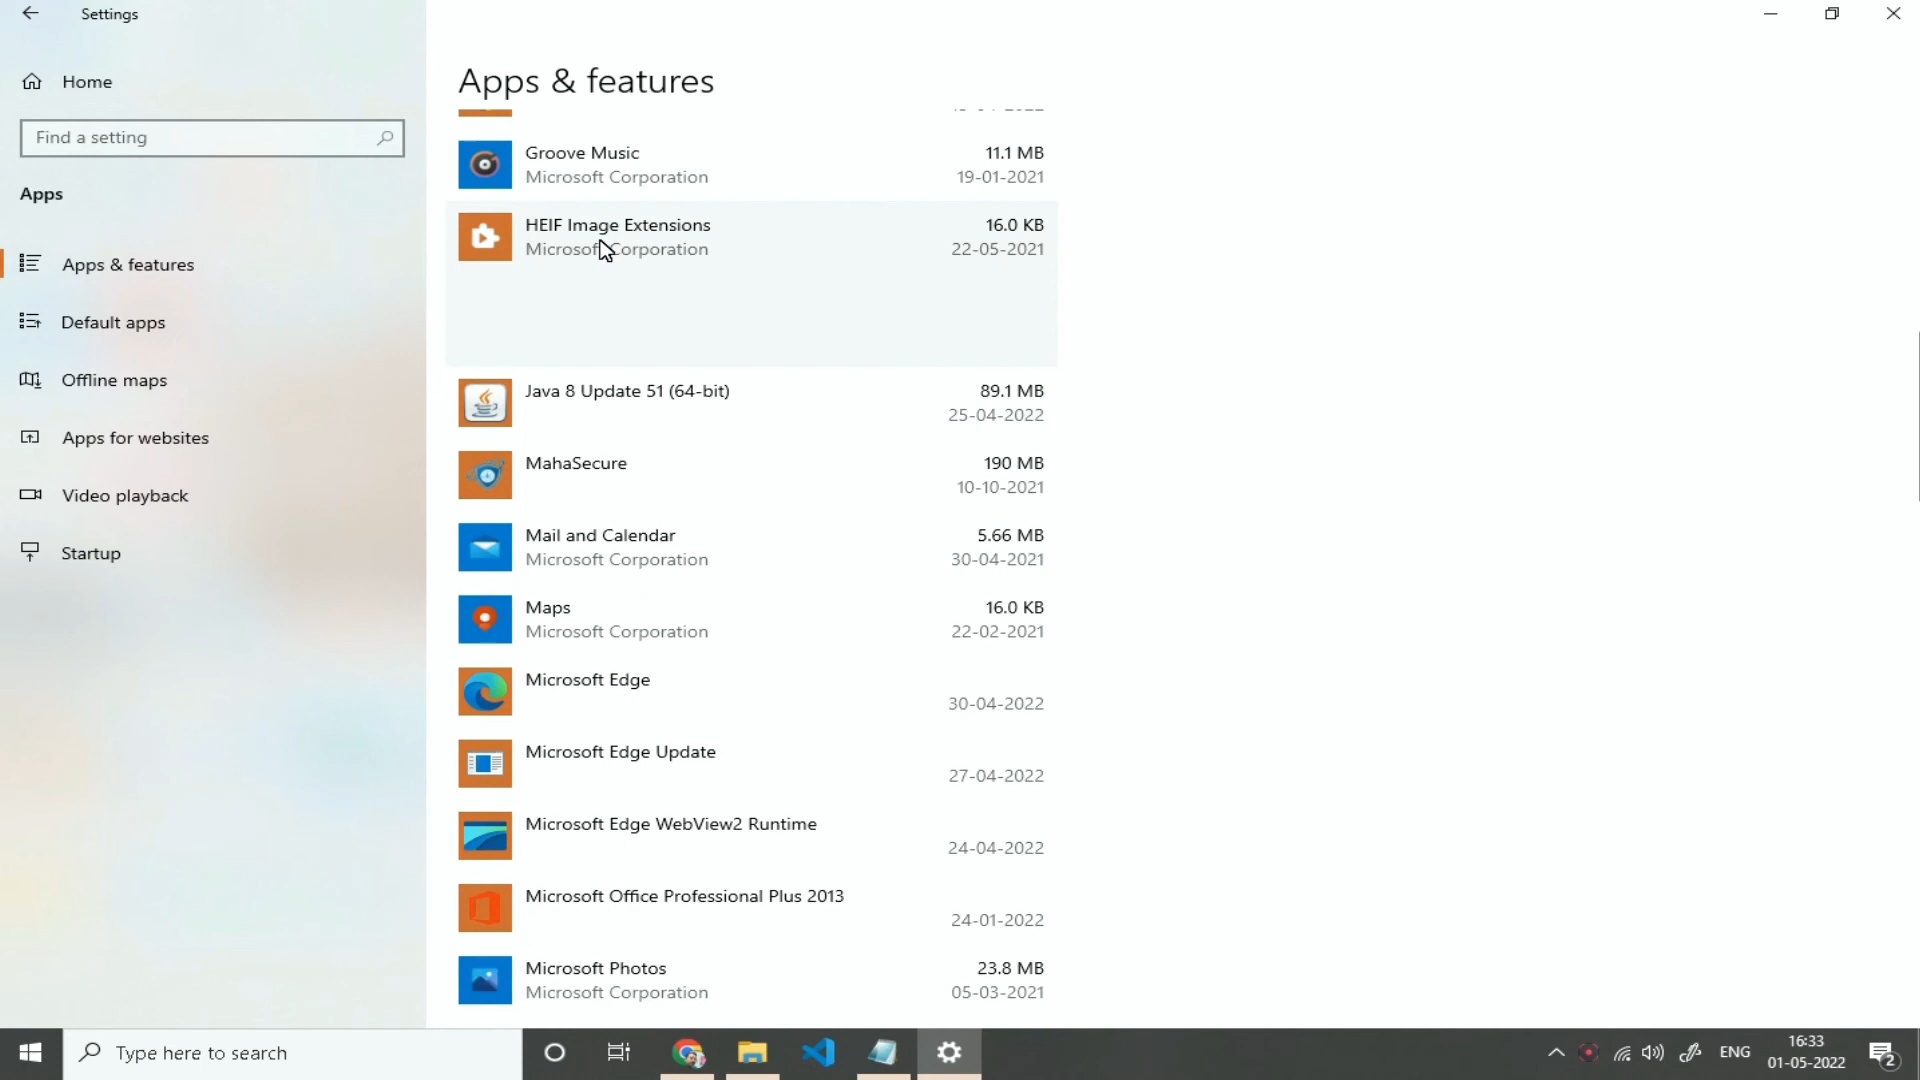 Settings
Home
Find a setting
Apps
Apps & features
Default apps
Offline maps
Apps for websites
Video playback
Startup
Apps & features
Groove Music 11.1 MB
Microsoft Corporation 19-01-2021
HEIF Image Extensions 16.0 KB
Microsoft Corporation 22-05-2021
Java 8 Update 51 (64-bit) 89.1 MB
25-04-2022
MahaSecure 190 MB
10-10-2021
Mail and Calendar 5.66 MB
Microsoft Corporation 30-04-2021
Maps 16.0 KB
Microsoft Corporation 22-02-2021
Microsoft Edge
30-04-2022
Microsoft Edge Update
27-04-2022
Microsoft Edge WebView2 Runtime
24-04-2022
Microsoft Office Professional Plus 2013
24-01-2022
Microsoft Photos 23.8 MB
Microsoft Corporation 05-03-2021
Type here to search
ENG
16:33
01-05-2022
2